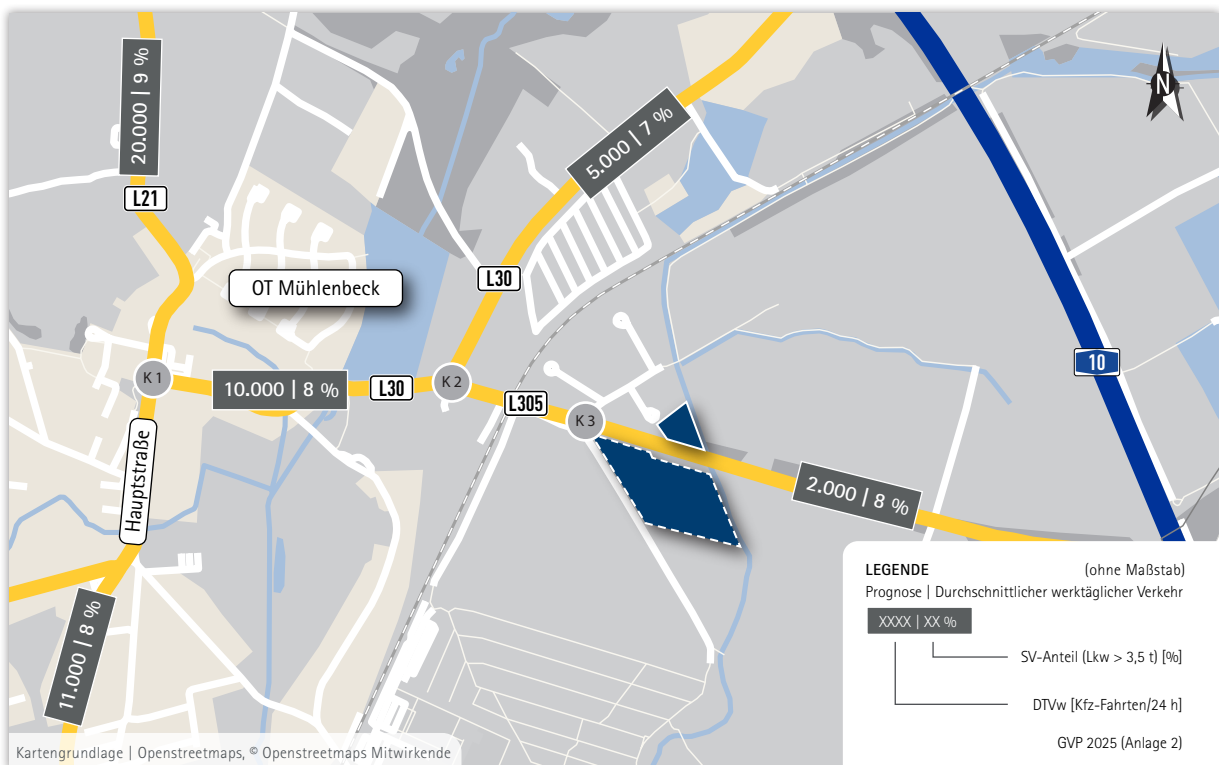 20.000 | 9 %
L21
5.000 | 7 %
N
OT Mühlenbeck
L30
10
K 1
10.000 | 8 %
L30
K 2
L305
K 3
Hauptstraße
2.000 | 8 %
11.000 | 8 %
LEGENDE (ohne Maßstab)
Prognose | Durchschnittlicher werktäglicher Verkehr
XXXX | XX %
SV-Anteil (Lkw > 3,5 t) [%]
DTVw [Kfz-Fahrten/24 h]
GVP 2025 (Anlage 2)
Kartengrundlage | Openstreetmaps, © Openstreetmaps Mitwirkende